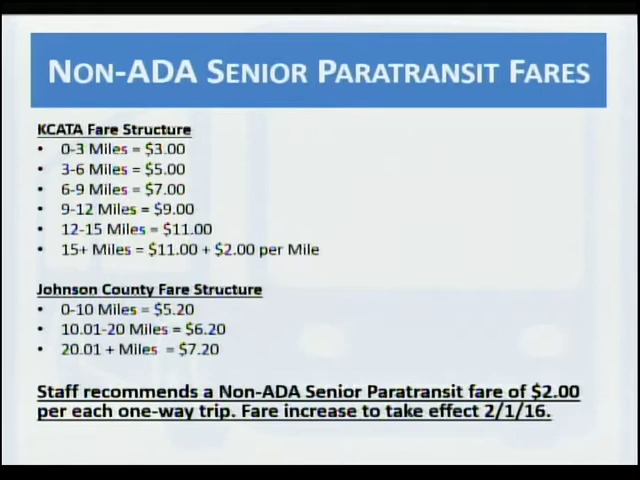 NON-ADA SENIOR PARATRANSIT FARES
KCATA Fare Structure
• 0-3 Miles = $3.00
• 3-6 Miles = $5.00
• 6-9 Miles = $7.00
• 9-12 Miles = $9.00
• 12-15 Miles = $11.00
• 15+ Miles = $11.00 + $2.00 per Mile
Johnson County Fare Structure
• 0-10 Miles = $5.20
• 10.01-20 Miles = $6.20
• 20.01 + Miles = $7.20
Staff recommends a Non-ADA Senior Paratransit fare of $2.00
per each one-way trip. Fare increase to take effect 2/1/16.